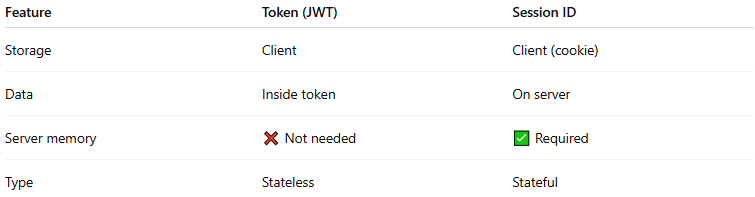 Feature Token (JWT) Session ID
Storage Client Client (cookie)
Data Inside token On server
Server memory ❌ Not needed ✅ Required
Type Stateless Stateful